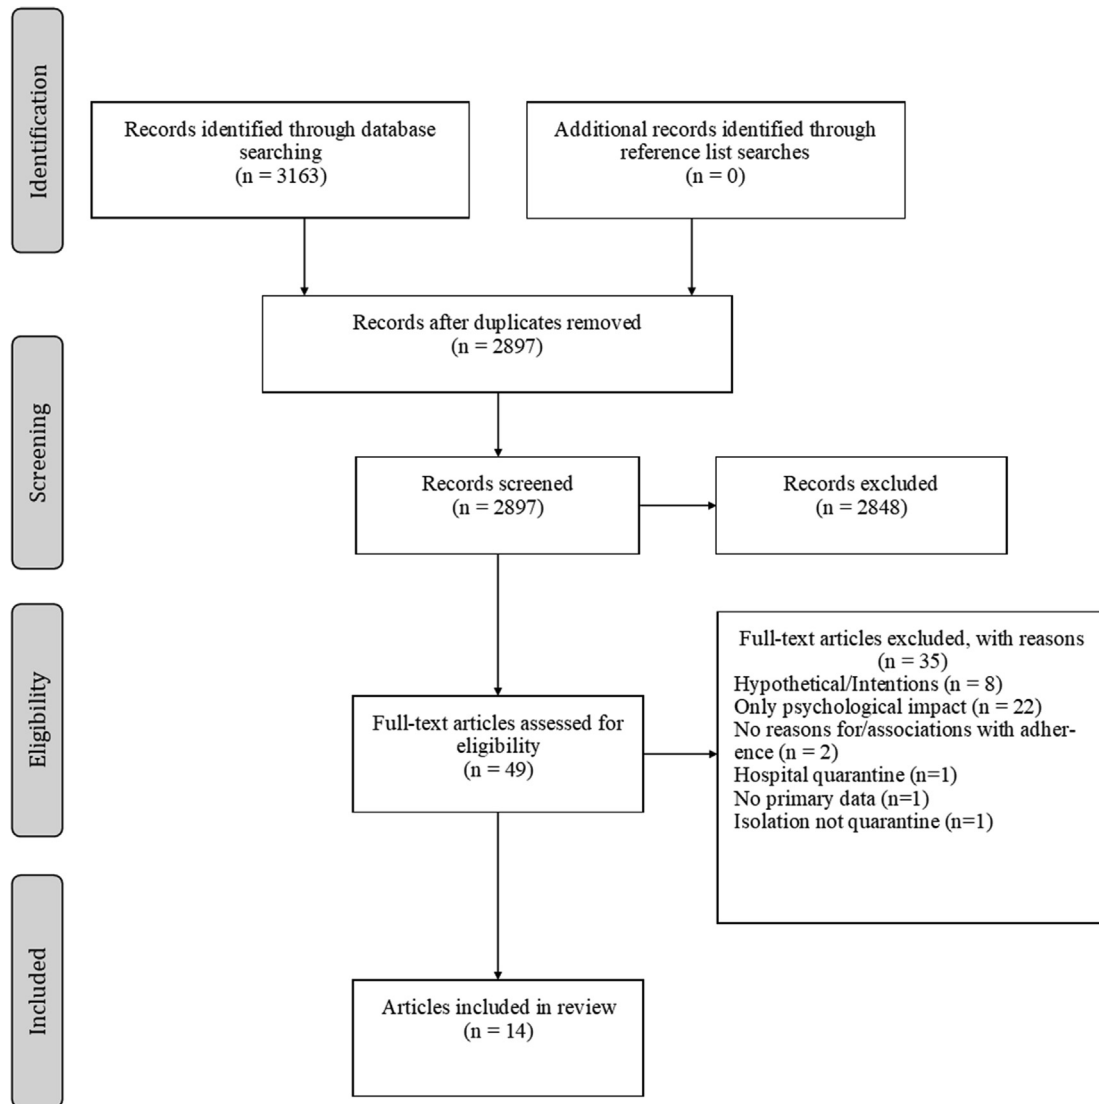 Identification
Records identified through database
searching
(n = 3163)
Additional records identified through
reference list searches
(n = 0)
Records after duplicates removed
(n = 2897)
Screening
Records screened
(n = 2897)
Records excluded
(n = 2848)
Eligibility
Full-text articles assessed for
eligibility
(n = 49)
Full-text articles excluded, with reasons
(n = 35)
Hypothetical/Intentions (n = 8)
Only psychological impact (n = 22)
No reasons for/associations with adher-
ence (n = 2)
Hospital quarantine (n=1)
No primary data (n=1)
Isolation not quarantine (n=1)
Included
Articles included in review
(n = 14)